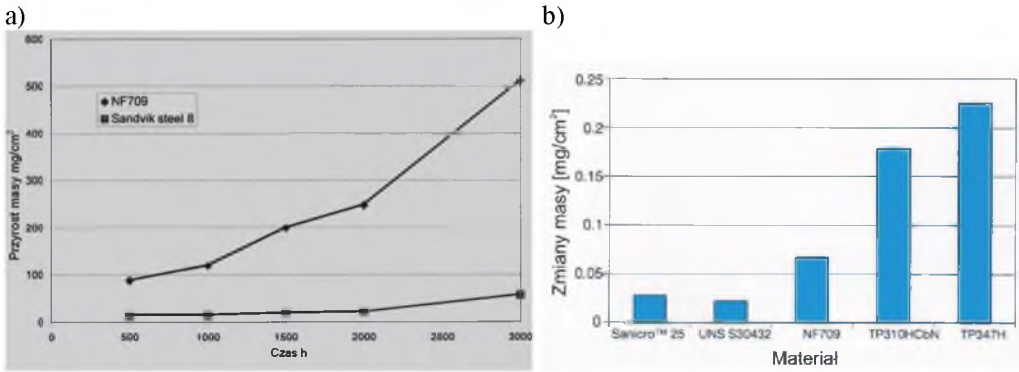 a)
600
500
400
300
200
100
0
Przyrost masy mg/cm²
NF709
Sandvik steel 8
0 500 1000 1500 2000 2500 3000
Czas h
b)
0.25
0.2
0.15
0.1
0.05
0
Zmiany masy [mg/cm²]
Sanicro™ 25 UNS S30432 NF709 TP310HCbN TP347H
Materiał